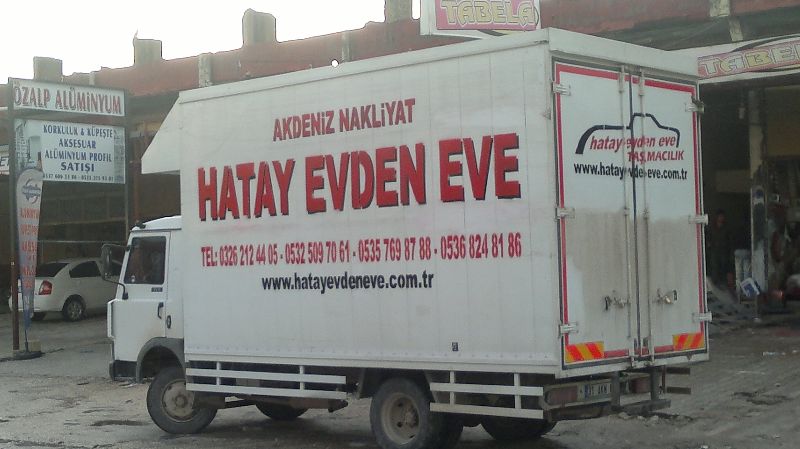 TABELA
TABELA
ÖZALP ALÜMİNYUM
KORKULUK & KÜPEŞTE
AKSESUAR
ALÜMİNYUM PROFİL
SATIŞI
AKDENİZ NAKLİYAT
HATAY EVDEN EVE
TEL: 0326 212 44 05 - 0532 509 70 61 - 0535 769 87 88 - 0536 824 81 86
www.hatayevdeneve.com.tr
hatay evden eve
TAŞIMACILIK
www.hatayevdeneve.com.tr